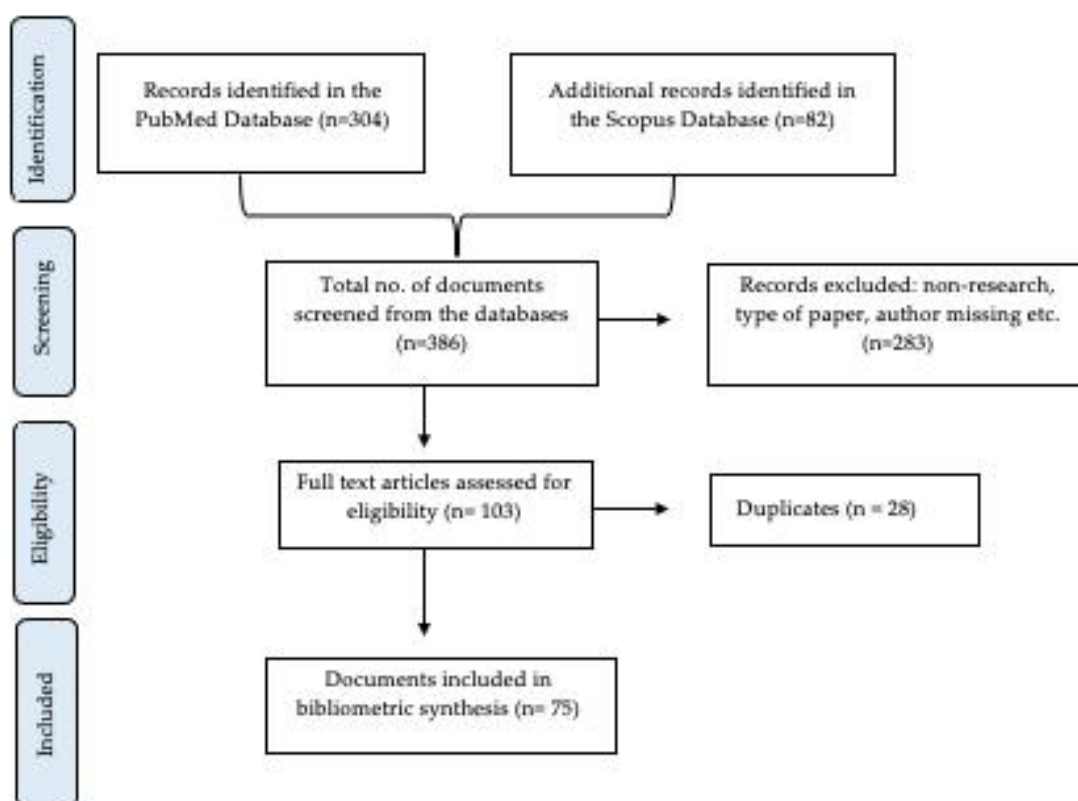 Identification
Records identified in the
PubMed Database (n=304)
Additional records identified in
the Scopus Database (n=82)
Screening
Total no. of documents
screened from the databases
(n=386)
Records excluded: non-research,
type of paper, author missing etc.
(n=283)
Eligibility
Full text articles assessed for
eligibility (n= 103)
Duplicates (n = 28)
Included
Documents included in
bibliometric synthesis (n= 75)